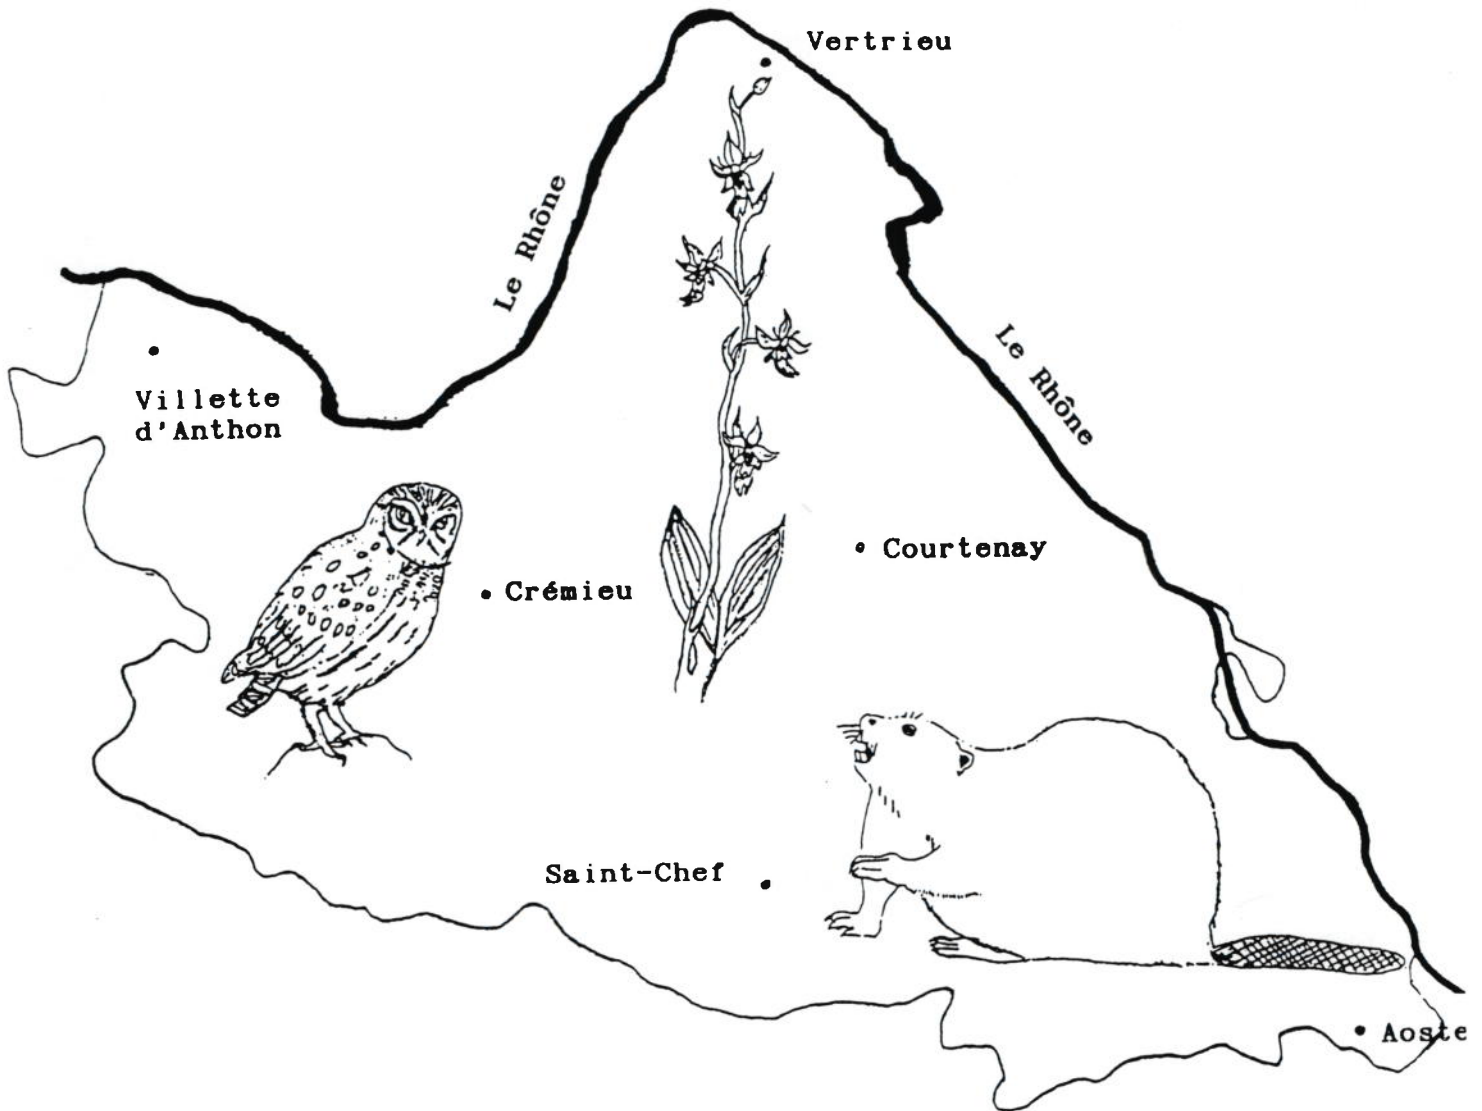 Vertrieu
Le Rhône
Le Rhône
Villette
d'Anthon
Courtenay
Crémieu
Saint-Chef
Aoste